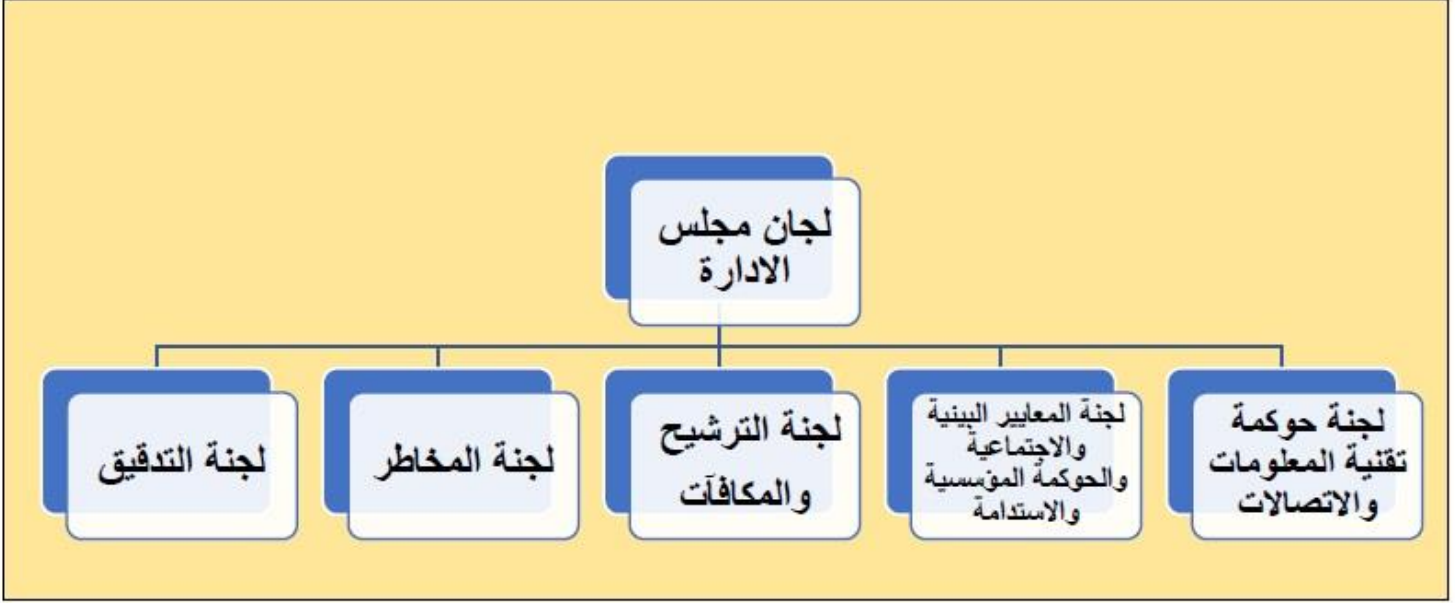 لجان مجلس
الادارة
لجنة حوكمة
تقنية المعلومات
والاتصالات
لجنة المعايير البيئية
والاجتماعية
والحوكمة المؤسسية
والاستدامة
لجنة الترشيح
والمكافآت
لجنة المخاطر
لجنة التدقيق